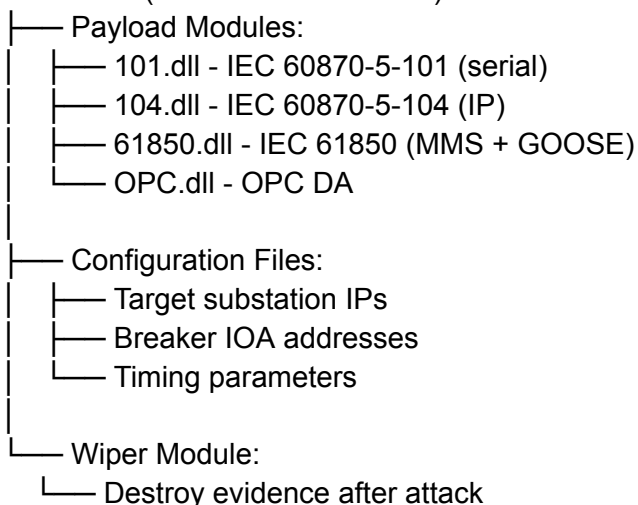 ├── Payload Modules:
│ ├── 101.dll - IEC 60870-5-101 (serial)
│ ├── 104.dll - IEC 60870-5-104 (IP)
│ ├── 61850.dll - IEC 61850 (MMS + GOOSE)
│ └── OPC.dll - OPC DA
│
├── Configuration Files:
│ ├── Target substation IPs
│ ├── Breaker IOA addresses
│ └── Timing parameters
│
└── Wiper Module:
└── Destroy evidence after attack